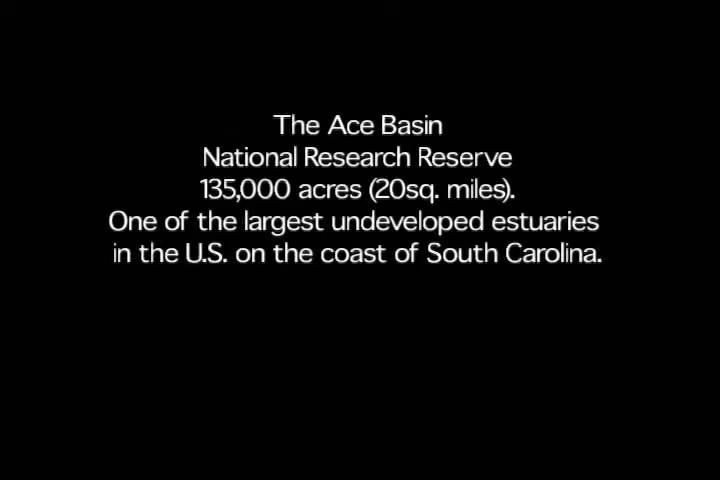 The Ace Basin
National Research Reserve
135,000 acres (20sq. miles).
One of the largest undeveloped estuaries
in the U.S. on the coast of South Carolina.